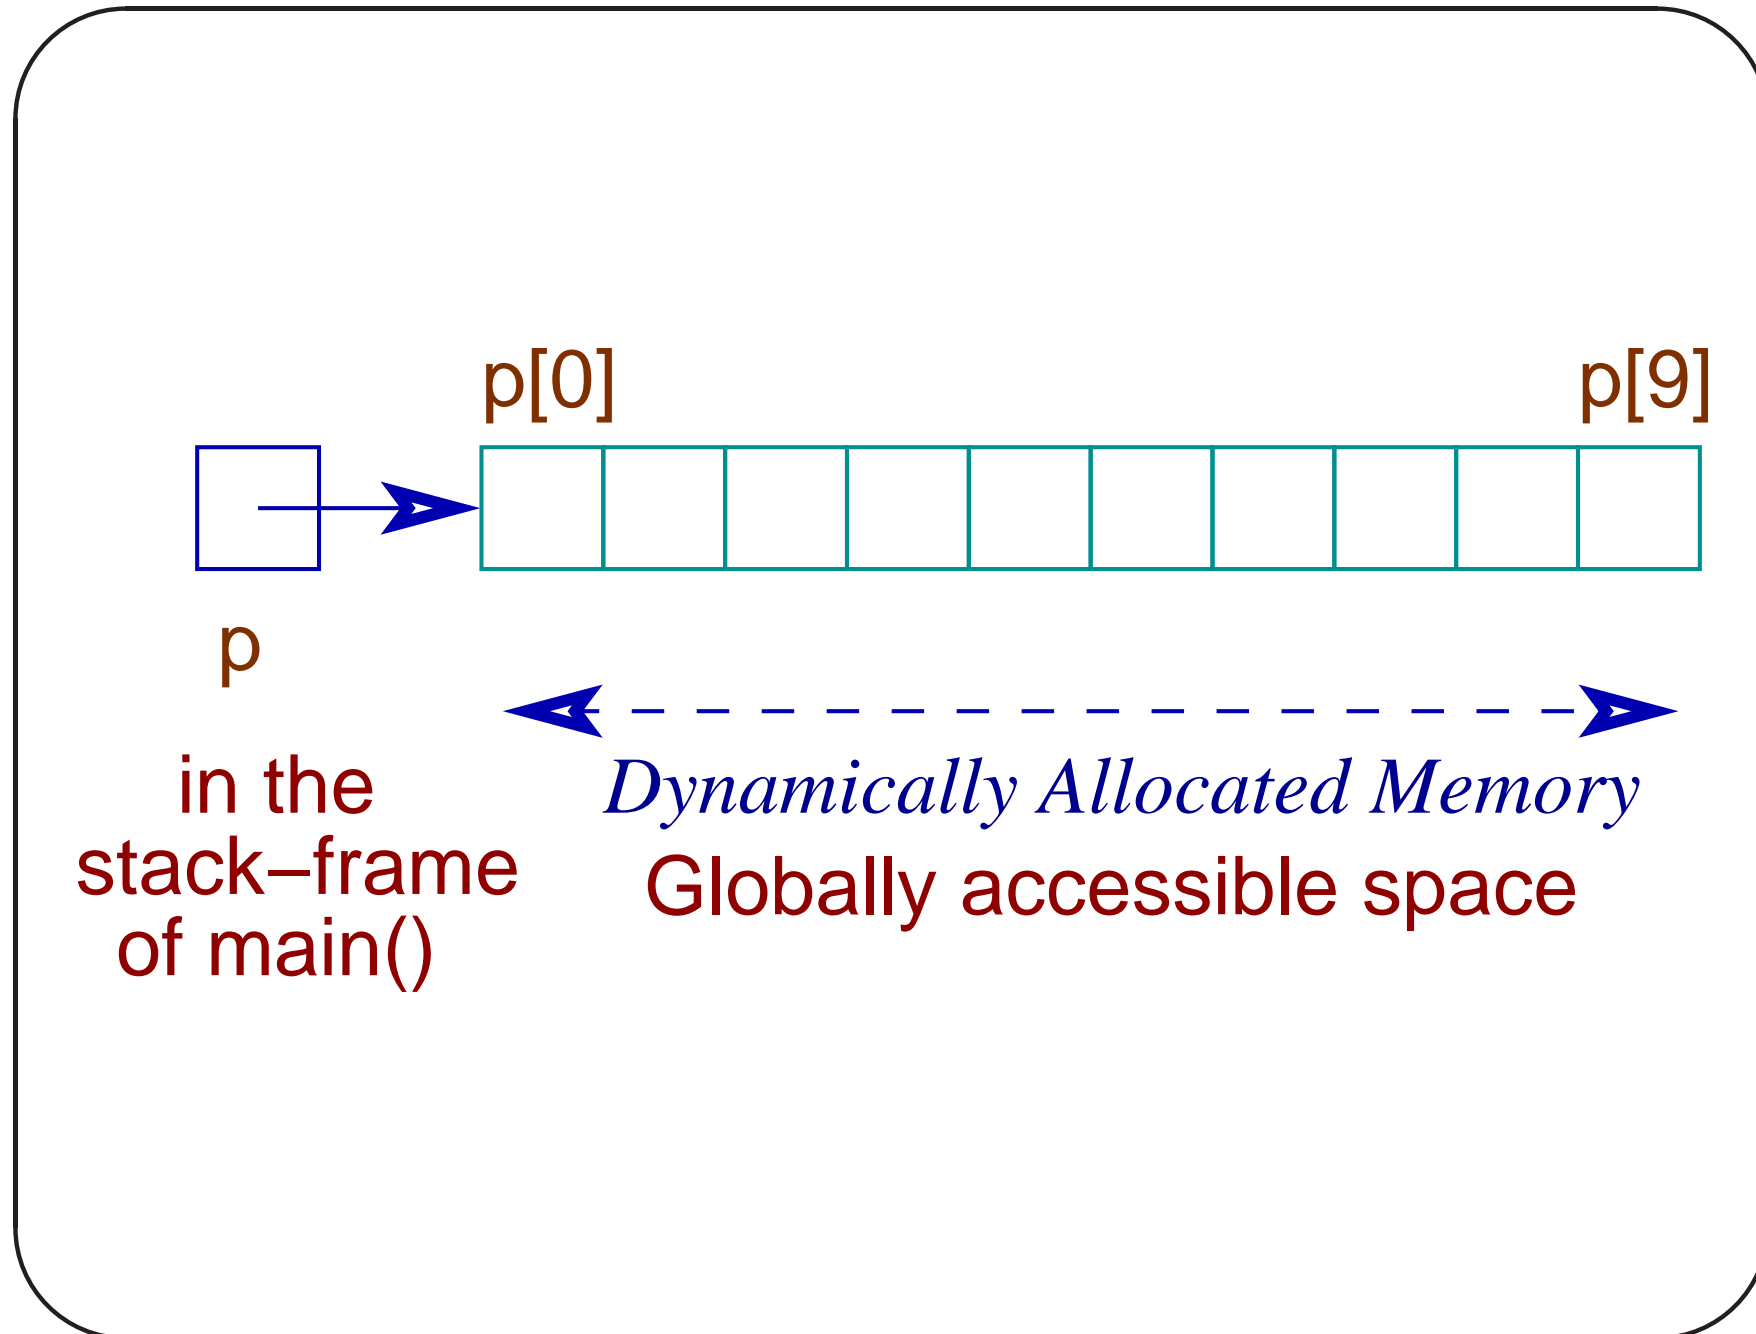 p[0]
p[9]
p
in the
stack–frame
of main()
Dynamically Allocated Memory
Globally accessible space